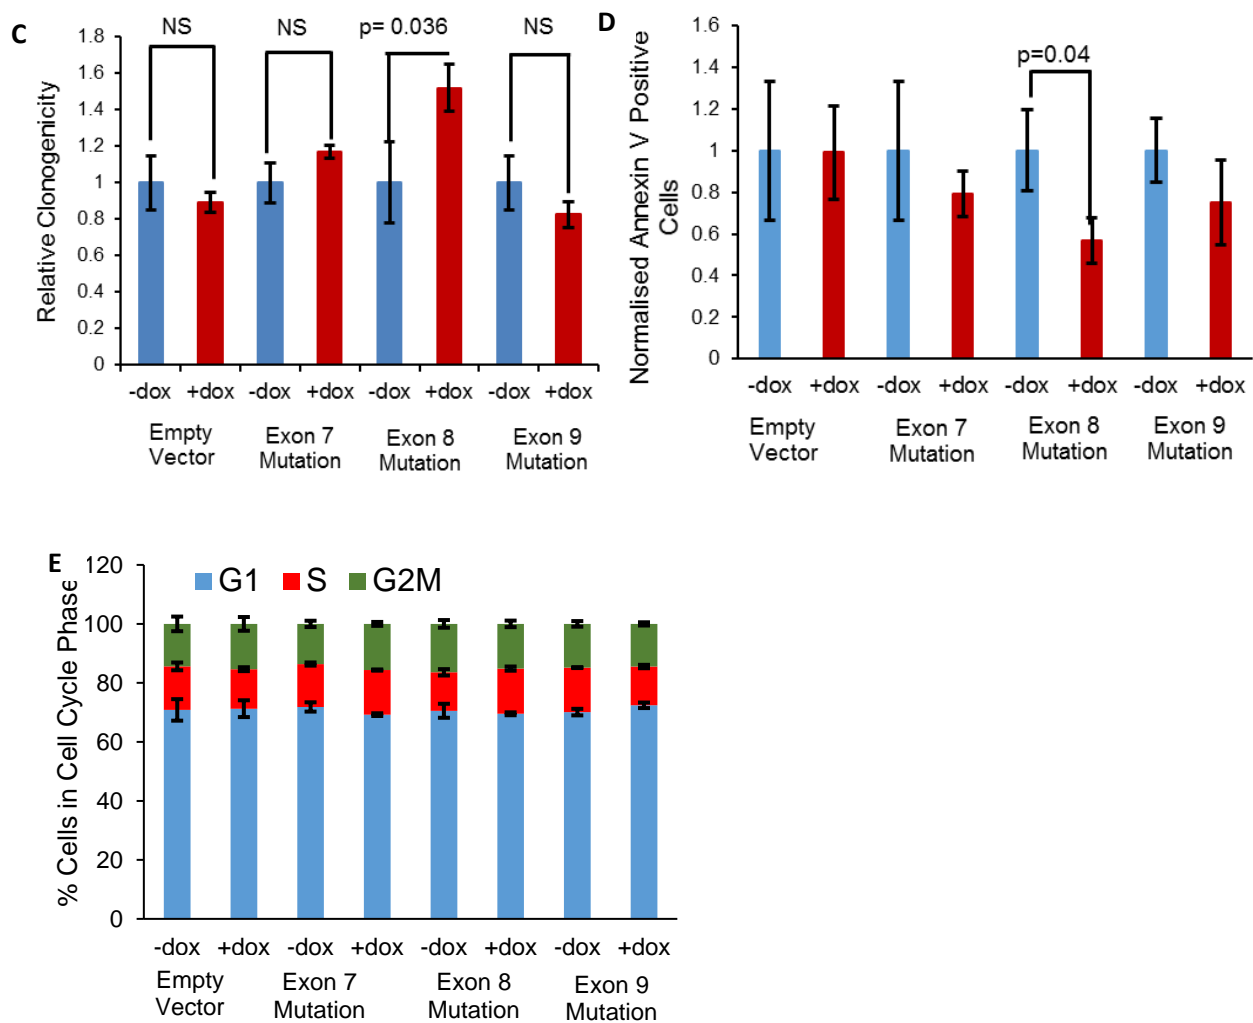 C
NS
NS
p= 0.036
NS
Relative Clonogenicity
1.8
1.6
1.4
1.2
1
0.8
0.6
0.4
0.2
0
-dox +dox -dox +dox -dox +dox -dox +dox
Empty
Vector
Exon 7
Mutation
Exon 8
Mutation
Exon 9
Mutation
D
p=0.04
Normalised Annexin V Positive
Cells
1.6
1.4
1.2
1
0.8
0.6
0.4
0.2
0
-dox +dox -dox +dox -dox +dox -dox +dox
Empty
Vector
Exon 7
Mutation
Exon 8
Mutation
Exon 9
Mutation
E
G1 S G2M
% Cells in Cell Cycle Phase
120
100
80
60
40
20
0
-dox +dox -dox +dox -dox +dox -dox +dox
Empty
Vector
Exon 7
Mutation
Exon 8
Mutation
Exon 9
Mutation